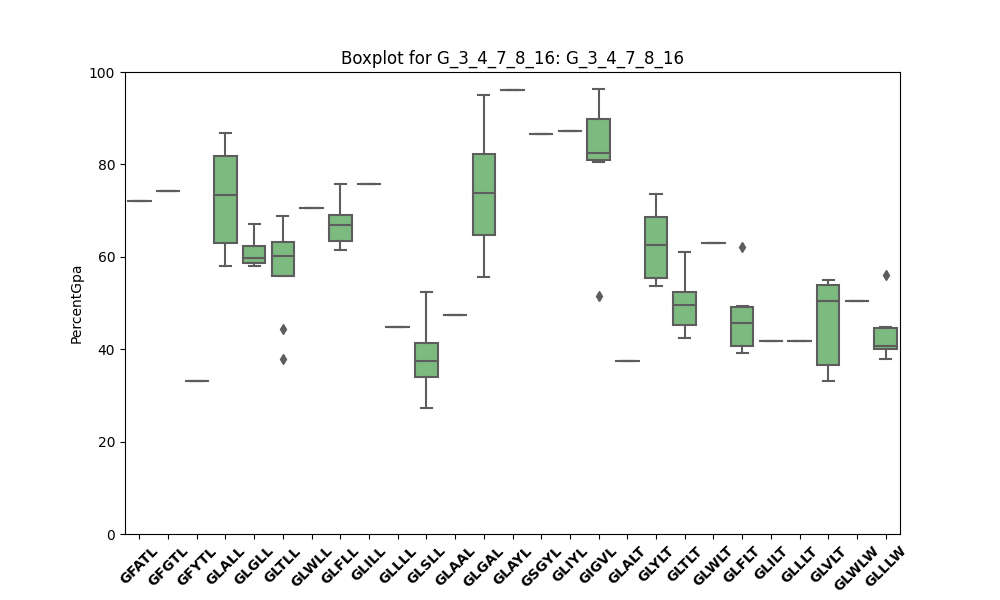 Boxplot for G_3_4_7_8_16: G_3_4_7_8_16
PercentGpa
100
80
60
40
20
0
GFATL
GFGTL
GFYTL
GLALL
GLGLL
GLTLL
GLWLL
GLFLL
GLILL
GLLLL
GLSLL
GLAAL
GLGAL
GLAYL
GSGYL
GLIYL
GIGVL
GLALT
GLYLT
GLTLT
GLWLT
GLFLT
GLILT
GLLLT
GLVLT
GLWLW
GLLLW